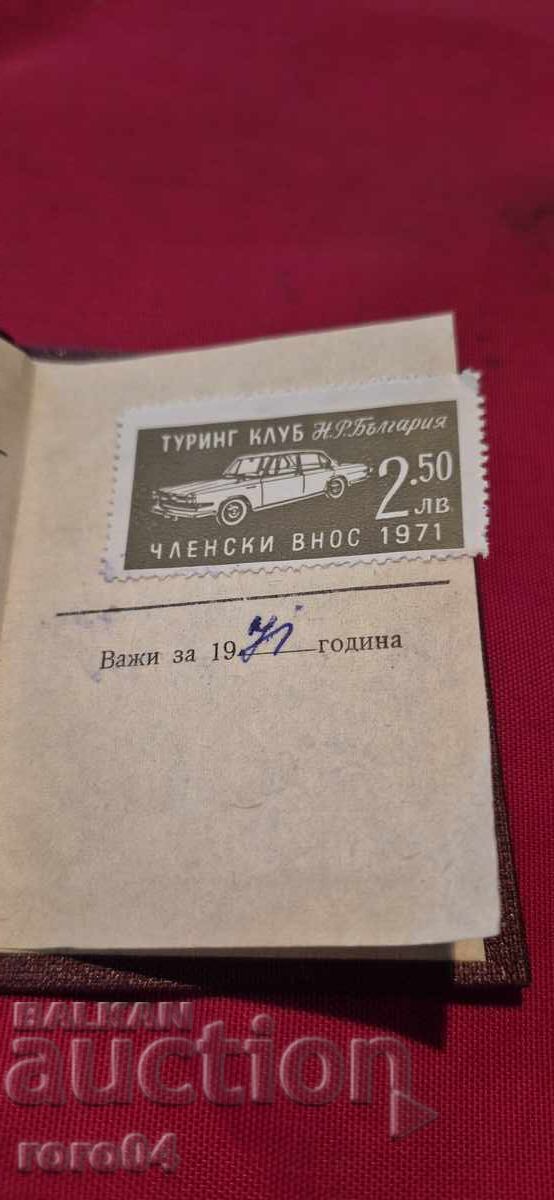 ТУРИНГ КЛУБ Н.Р.България
2.50
ЛВ
ЧЛЕНСКИ ВНОС 1971
Важи за 1971 година
BALKAN
auction
roro04